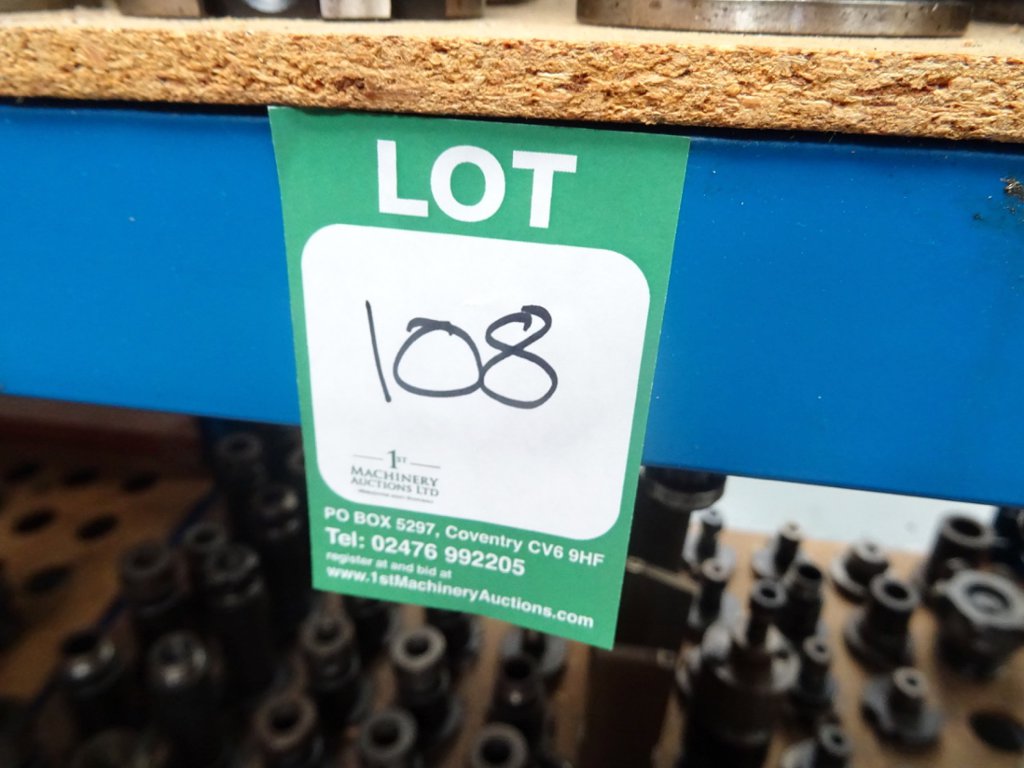 LOT
108
1ST
MACHINERY
AUCTIONS LTD
PO BOX 5297, Coventry CV6 9HF
Tel: 02476 992205
register at and bid at
www.1stMachineryAuctions.com